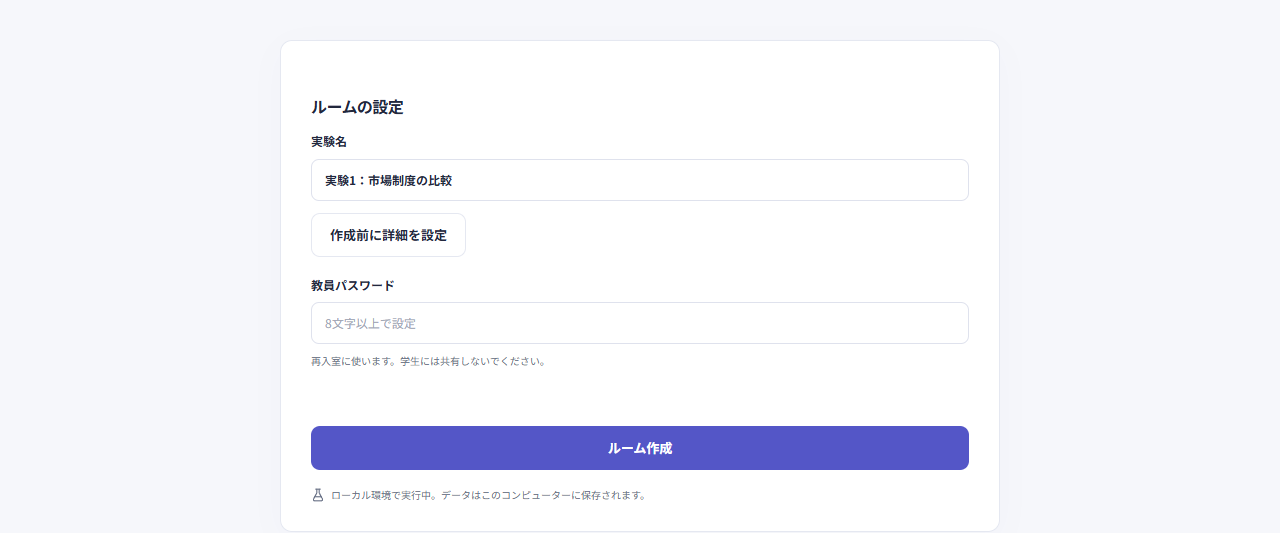 ルームの設定
実験名
実験1：市場制度の比較
作成前に詳細を設定
教員パスワード
8文字以上で設定
再入室に使います。学生には共有しないでください。
ルーム作成
ローカル環境で実行中。データはこのコンピューターに保存されます。